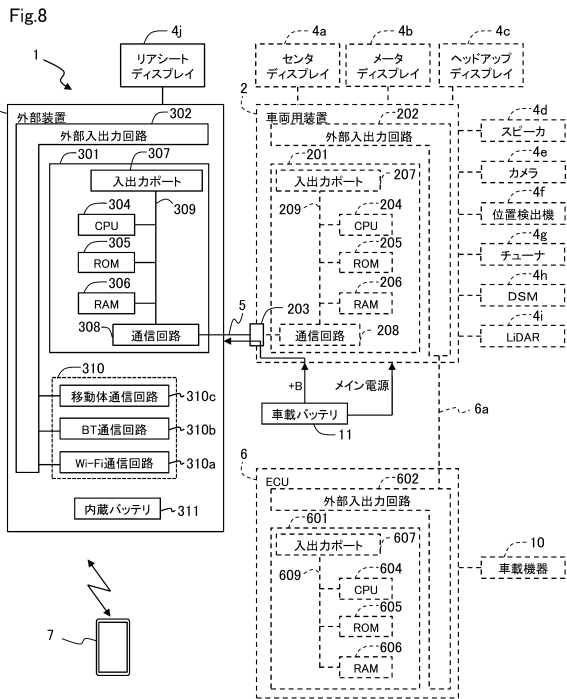 Fig.8
1
4j
リアシート
ディスプレイ
4a
センタ
ディスプレイ
4b
メータ
ディスプレイ
4c
ヘッドアップ
ディスプレイ
外部装置
302
外部入出力回路
301
307
入出力ポート
309
304
CPU
305
ROM
306
RAM
308
通信回路
310
移動体通信回路
310c
BT通信回路
310b
Wi-Fi通信回路
310a
内蔵バッテリ
311
7
5
2
車両用装置
202
外部入出力回路
201
入出力ポート
207
209
204
CPU
205
ROM
206
RAM
203
通信回路
208
4d
スピーカ
4e
カメラ
4f
位置検出機
4g
チューナ
4h
DSM
4i
LiDAR
+B
メイン電源
車載バッテリ
11
6a
6
ECU
602
外部入出力回路
601
入出力ポート
607
609
604
CPU
605
ROM
606
RAM
10
車載機器